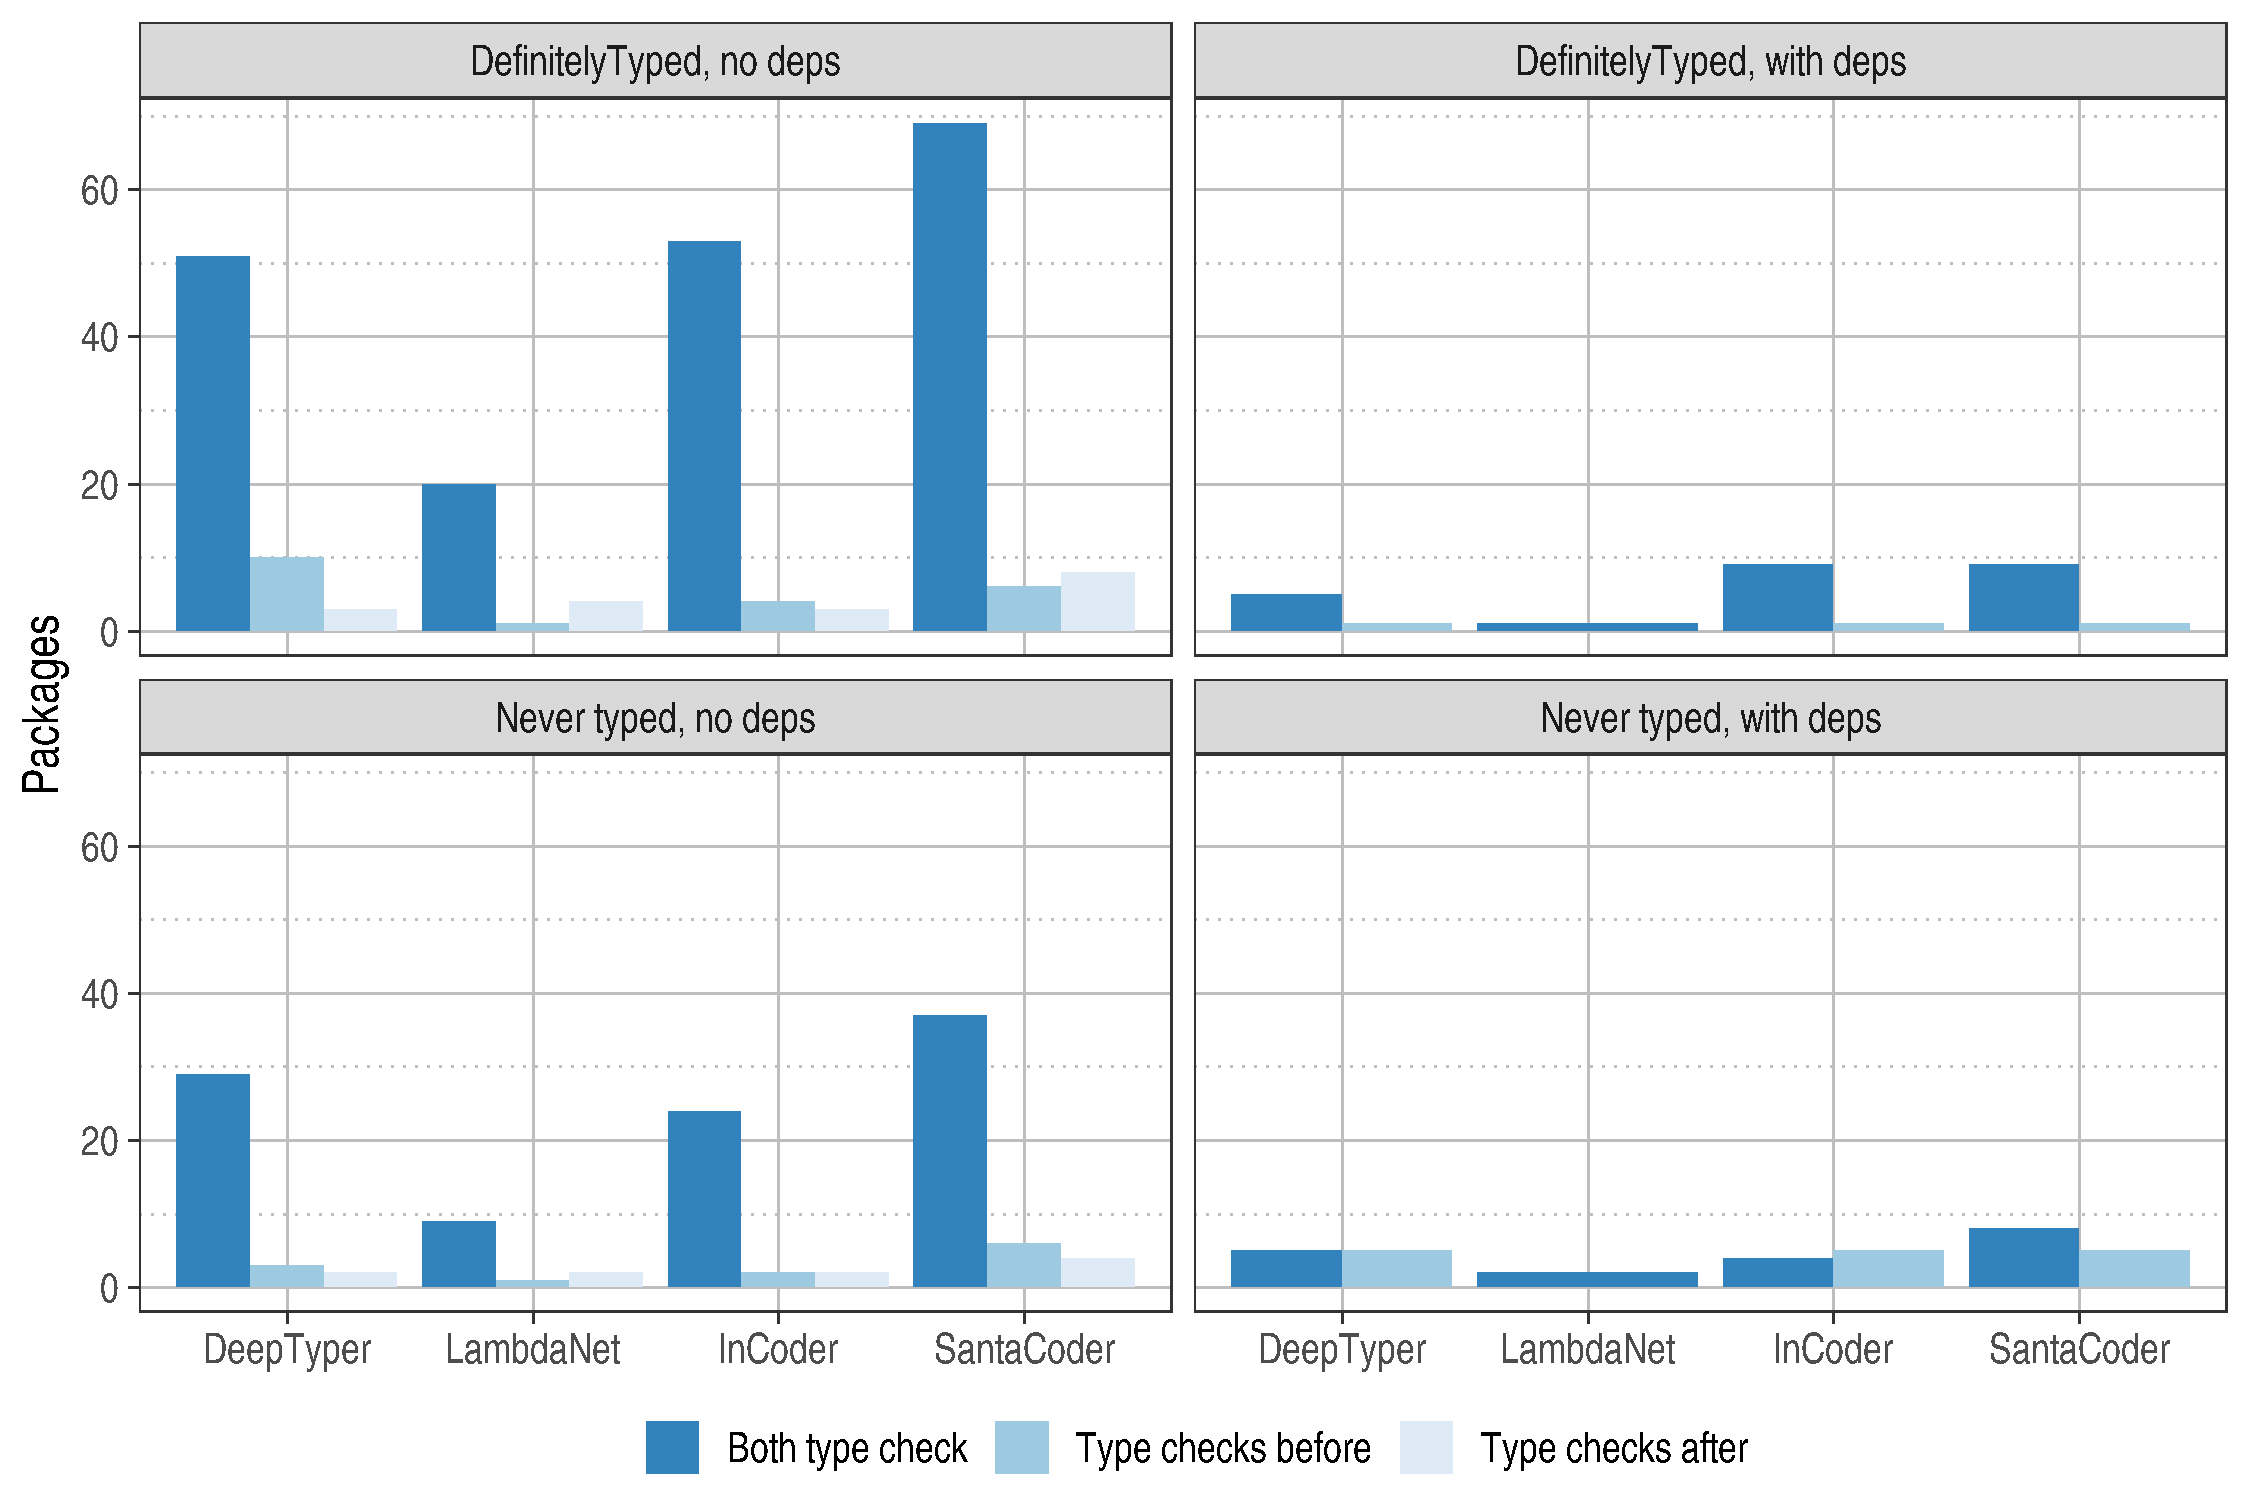 DefinitelyTyped, no deps
DefinitelyTyped, with deps
60
40
20
0
Packages
Never typed, no deps
Never typed, with deps
60
40
20
0
DeepTyper LambdaNet InCoder SantaCoder
DeepTyper LambdaNet InCoder SantaCoder
Both type check Type checks before Type checks after